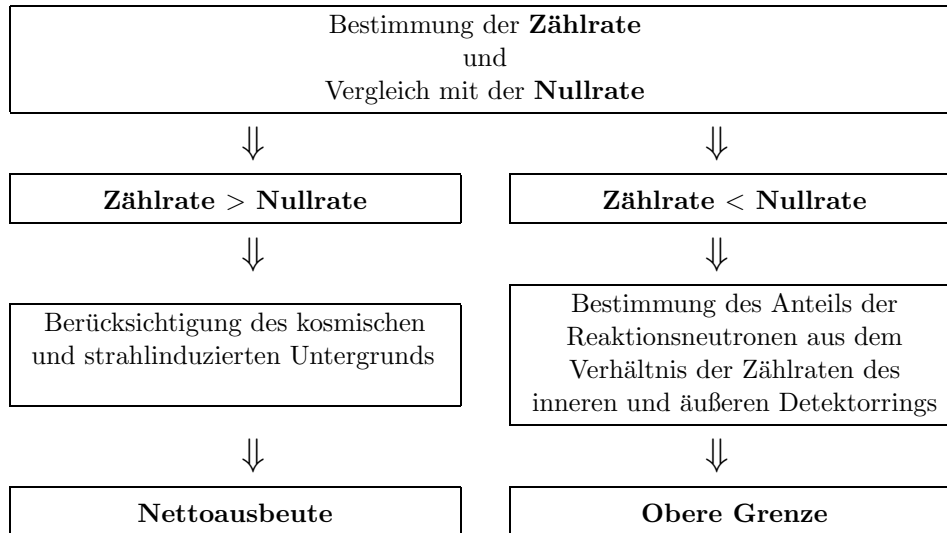 Bestimmung der Zählrate
und
Vergleich mit der Nullrate
⇓
⇓
Zählrate > Nullrate
Zählrate < Nullrate
⇓
⇓
Berücksichtigung des kosmischen
und strahlinduzierten Untergrunds
Bestimmung des Anteils der
Reaktionsneutronen aus dem
Verhältnis der Zählraten des
inneren und äußeren Detektorrings
⇓
⇓
Nettoausbeute
Obere Grenze